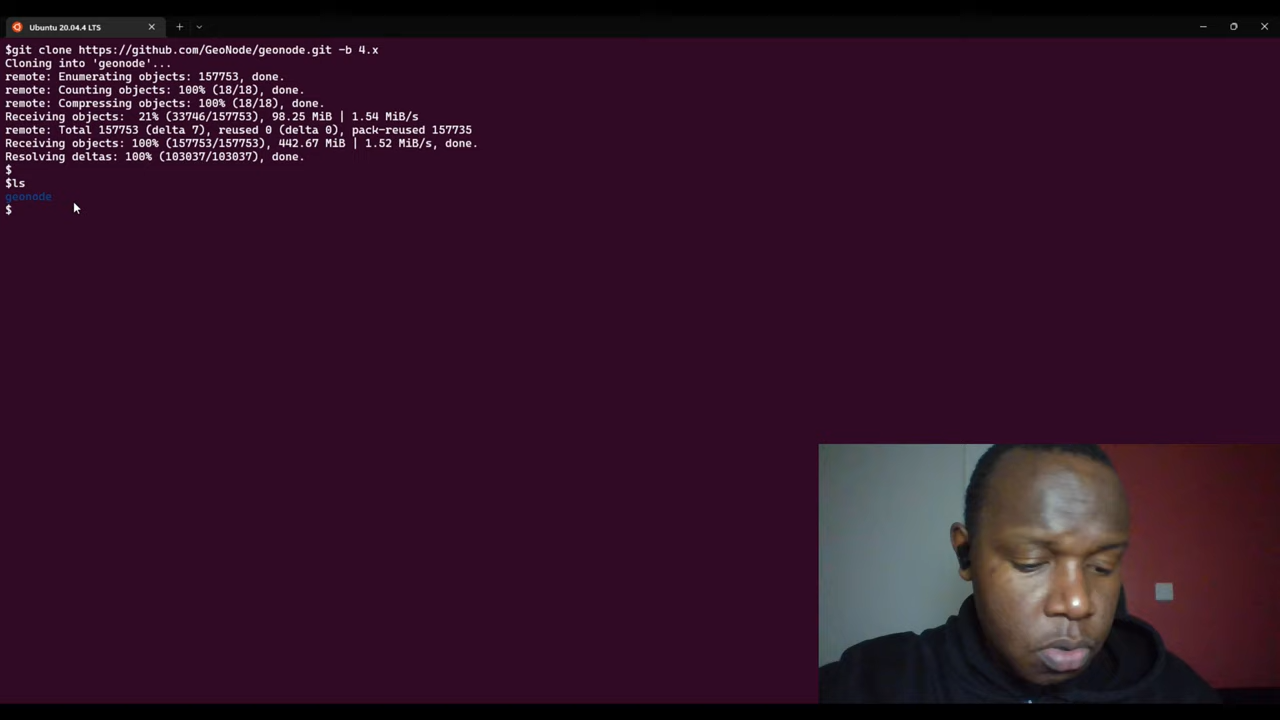 Ubuntu 20.04.4 LTS
$git clone https://github.com/GeoNode/geonode.git -b 4.x
Cloning into 'geonode'...
remote: Enumerating objects: 157753, done.
remote: Counting objects: 100% (18/18), done.
remote: Compressing objects: 100% (18/18), done.
Receiving objects:  21% (33746/157753), 98.25 MiB | 1.54 MiB/s
remote: Total 157753 (delta 7), reused 0 (delta 0), pack-reused 157735
Receiving objects: 100% (157753/157753), 442.67 MiB | 1.52 MiB/s, done.
Resolving deltas: 100% (103037/103037), done.
$
$ls
geonode
$